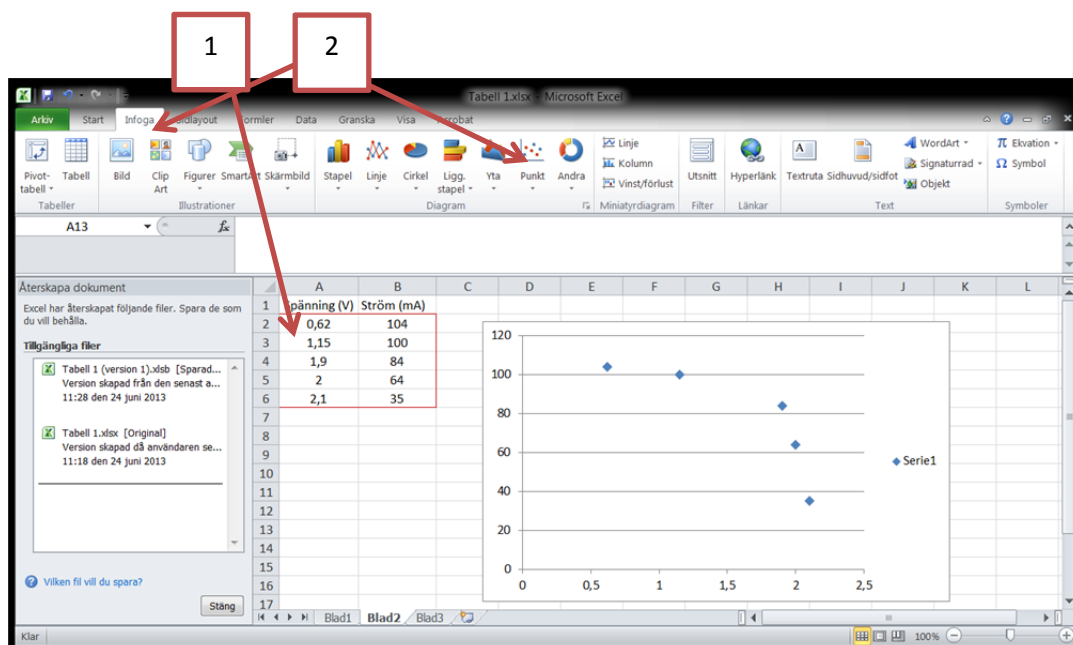 1
2
Tabell 1.xlsx - Microsoft Excel
Arkiv Start Infoga Sidlayout Formler Data Granska Visa Acrobat
Pivot-
tabell
Tabell
Bild
Clip
Art
Figurer
SmartArt
Skärmbild
Stapel
Linje
Cirkel
Ligg.
stapel
Yta
Punkt
Andra
Linje
Kolumn
Vinst/förlust
Utsnitt
Hyperlänk
Textruta
Sidhuvud/sidfot
WordArt
Signaturrad
Objekt
π Ekvation
Ω Symbol
Tabeller Illustrationer Diagram Miniatyrdiagram Filter Länkar Text Symboler
A13 fx
Återskapa dokument
Excel har återskapat följande filer. Spara de som
du vill behålla.
Tillgängliga filer
Tabell 1 (version 1).xlsb [Sparad...
Version skapad från den senast a...
11:28 den 24 juni 2013
Tabell 1.xlsx [Original]
Version skapad då användaren se...
11:18 den 24 juni 2013
Vilken fil vill du spara?
Stäng
A B C D E F G H I J K L
1 Spänning (V) Ström (mA)
2 0,62 104
3 1,15 100
4 1,9 84
5 2 64
6 2,1 35
7
8
9
10
11
12
13
14
15
16
17
120
100
80
60
40
20
0
0 0,5 1 1,5 2 2,5
Serie1
Blad1 Blad2 Blad3
Klar 100%